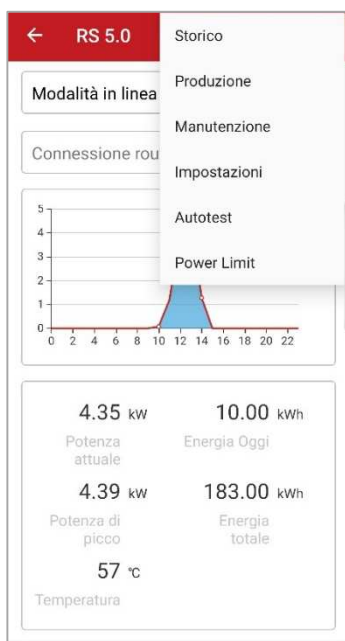 RS 5.0
Storico
Produzione
Manutenzione
Impostazioni
Autotest
Power Limit
Modalità in linea
Connessione rou
5
4
3
2
1
0
0 2 4 6 8 10 12 14 16 18 20 22
4.35 kW 10.00 kWh
Potenza attuale Energia Oggi
4.39 kW 183.00 kWh
Potenza di picco Energia totale
57 °C
Temperatura